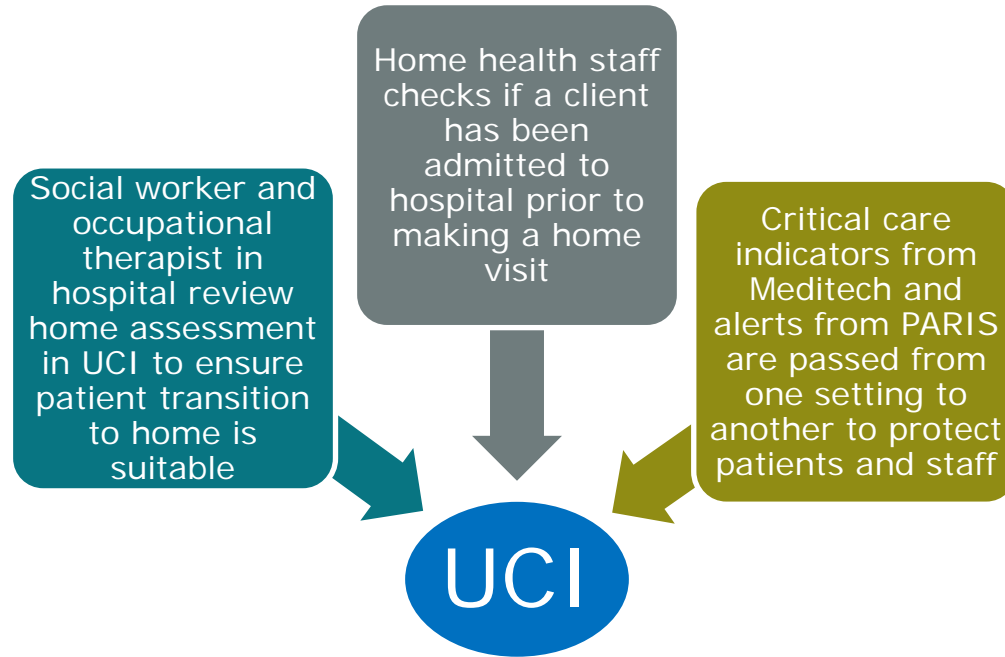 Social worker and
occupational
therapist in
hospital review
home assessment
in UCI to ensure
patient transition
to home is
suitable
Home health staff
checks if a client
has been
admitted to
hospital prior to
making a home
visit
Critical care
indicators from
Meditech and
alerts from PARIS
are passed from
one setting to
another to protect
patients and staff
UCI